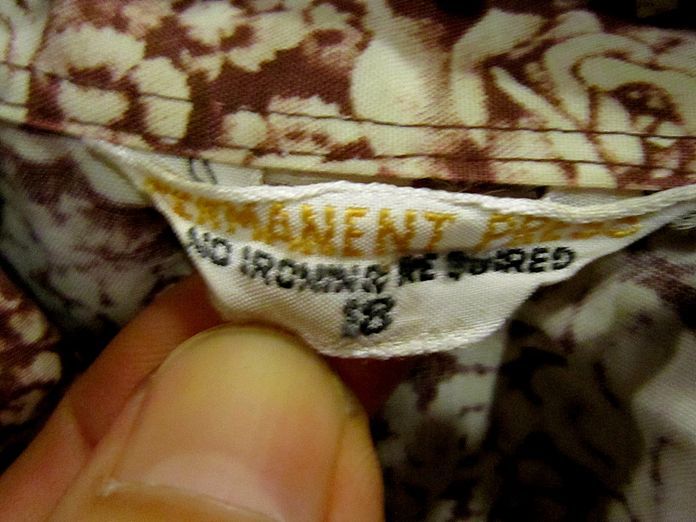 PERMANENT PRESS
NO IRONING REQUIRED
18